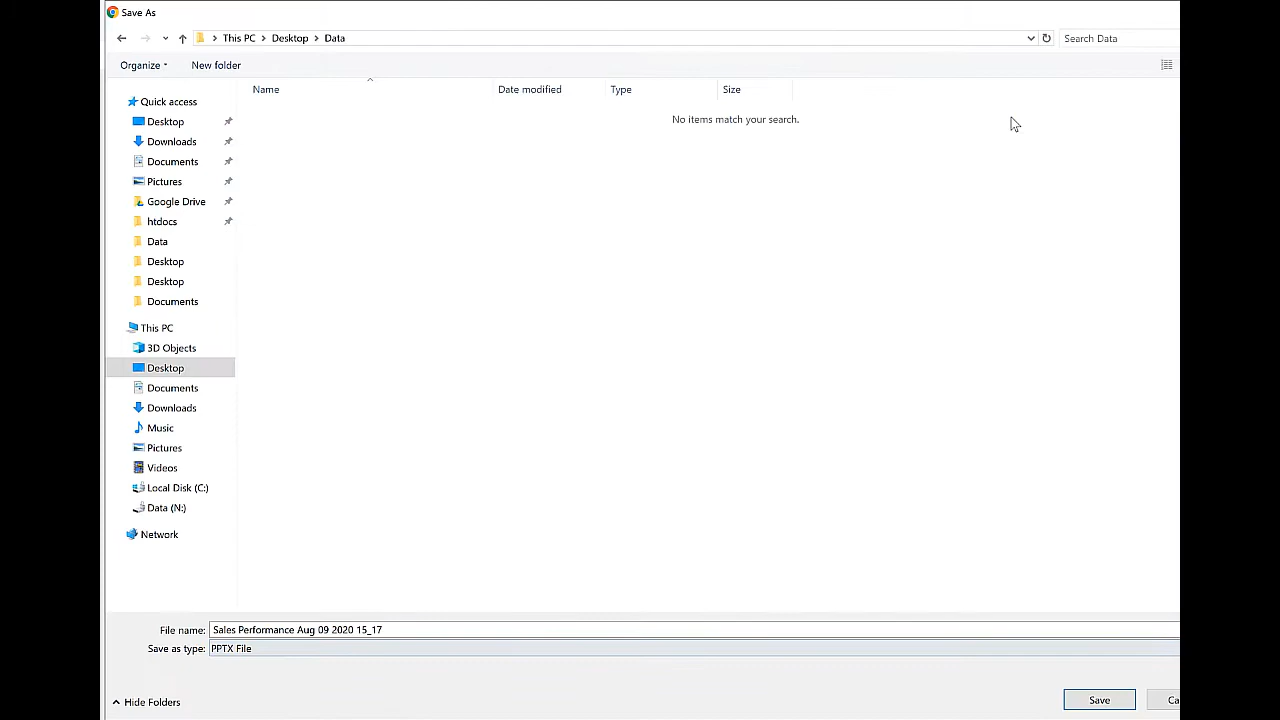 Save As
This PC > Desktop > Data
Search Data
Organize
New folder
Name
Date modified
Type
Size
No items match your search.
Quick access
Desktop
Downloads
Documents
Pictures
Google Drive
htdocs
Data
Desktop
Desktop
Documents
This PC
3D Objects
Desktop
Documents
Downloads
Music
Pictures
Videos
Local Disk (C:)
Data (N:)
Network
File name: Sales Performance Aug 09 2020 15_17
Save as type: PPTX File
Hide Folders
Save
Ca